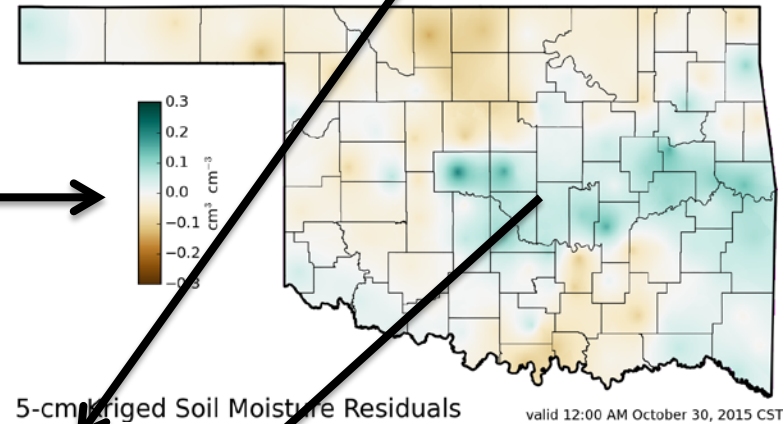 0.3
0.2
0.1
0.0
−0.1
−0.2
cm³ cm⁻³
5-cm Kriged Soil Moisture Residuals
valid 12:00 AM October 30, 2015 CST